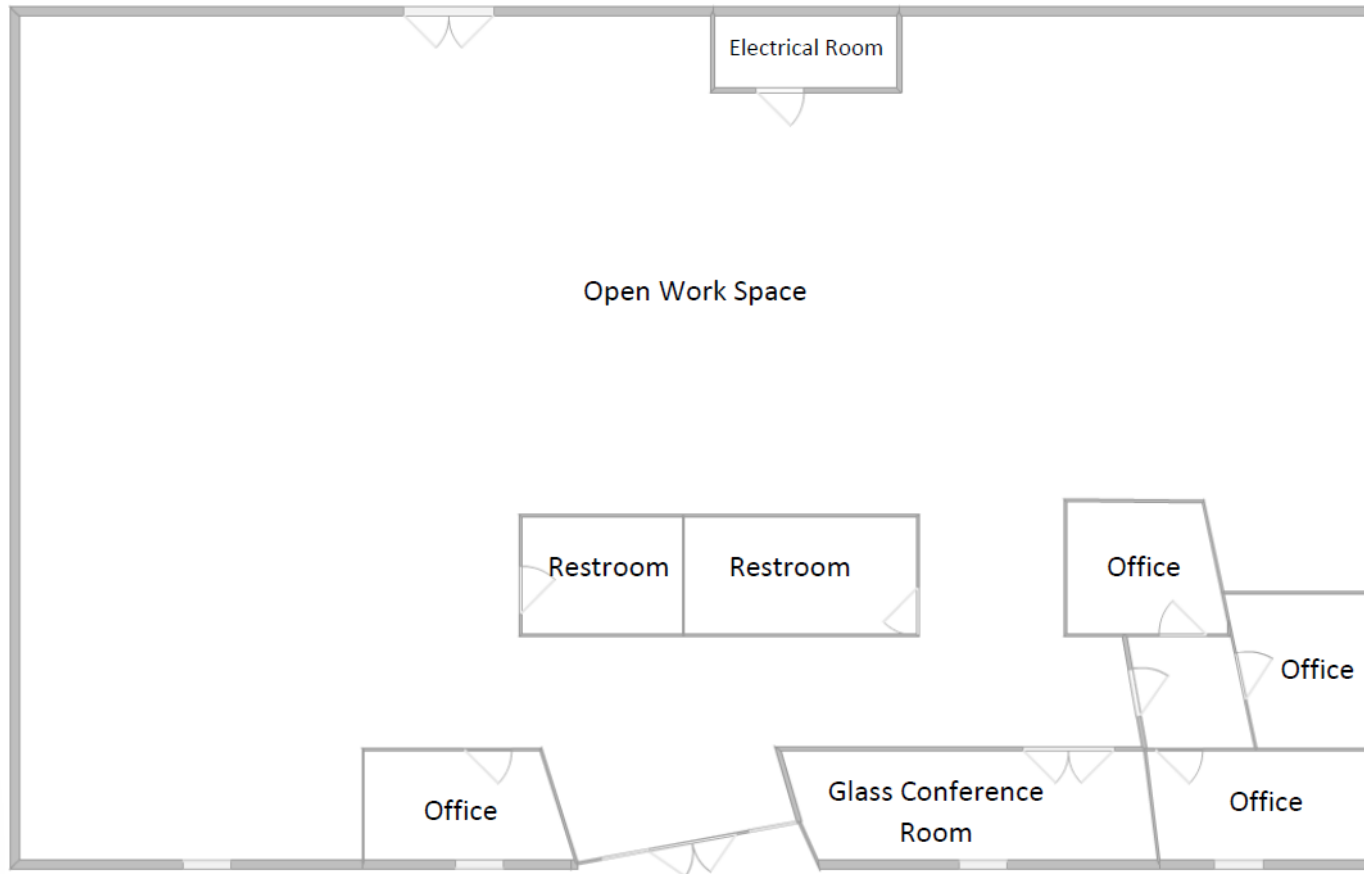 Electrical Room
Open Work Space
Restroom
Restroom
Office
Office
Glass Conference
Room
Office
Office